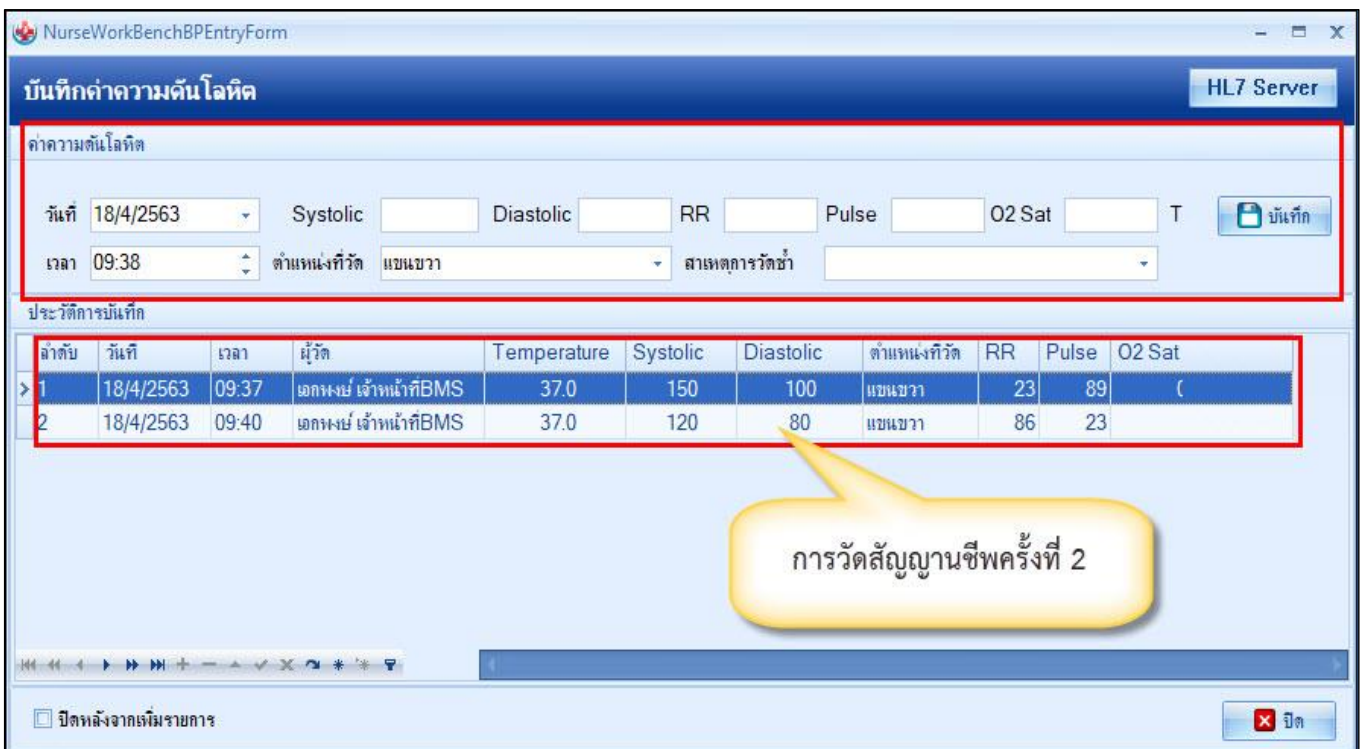 NurseWorkBenchBPEntryForm
บันทึกค่าความดันโลหิต HL7 Server
ค่าความดันโลหิต
วันที่ 18/4/2563 Systolic Diastolic RR Pulse O2 Sat T บันทึก
เวลา 09:38 ตำแหน่งที่วัด แขนขวา สาเหตุการวัดซ้ำ
ประวัติการบันทึก
ลำดับ วันที่ เวลา ผู้วัด Temperature Systolic Diastolic ตำแหน่งที่วัด RR Pulse O2 Sat
1 18/4/2563 09:37 เอกพงษ์ เจ้าหน้าที่BMS 37.0 150 100 แขนขวา 23 89
2 18/4/2563 09:40 เอกพงษ์ เจ้าหน้าที่BMS 37.0 120 80 แขนขวา 86 23
การวัดสัญญานชีพครั้งที่ 2
ปิดหลังจากเพิ่มรายการ ปิด